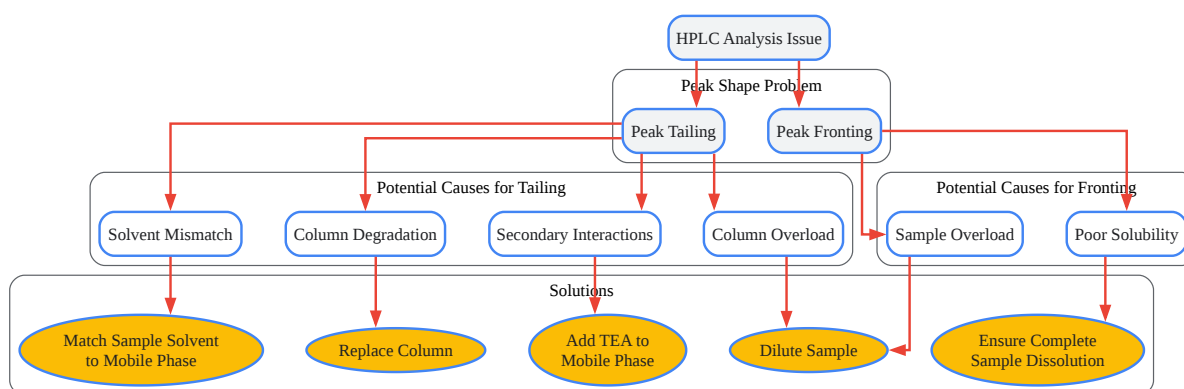 HPLC Analysis Issue
Peak Shape Problem
Peak Tailing
Peak Fronting
Potential Causes for Tailing
Potential Causes for Fronting
Solvent Mismatch
Column Degradation
Secondary Interactions
Column Overload
Sample Overload
Poor Solubility
Solutions
Match Sample Solvent
to Mobile Phase
Replace Column
Add TEA to
Mobile Phase
Dilute Sample
Ensure Complete
Sample Dissolution